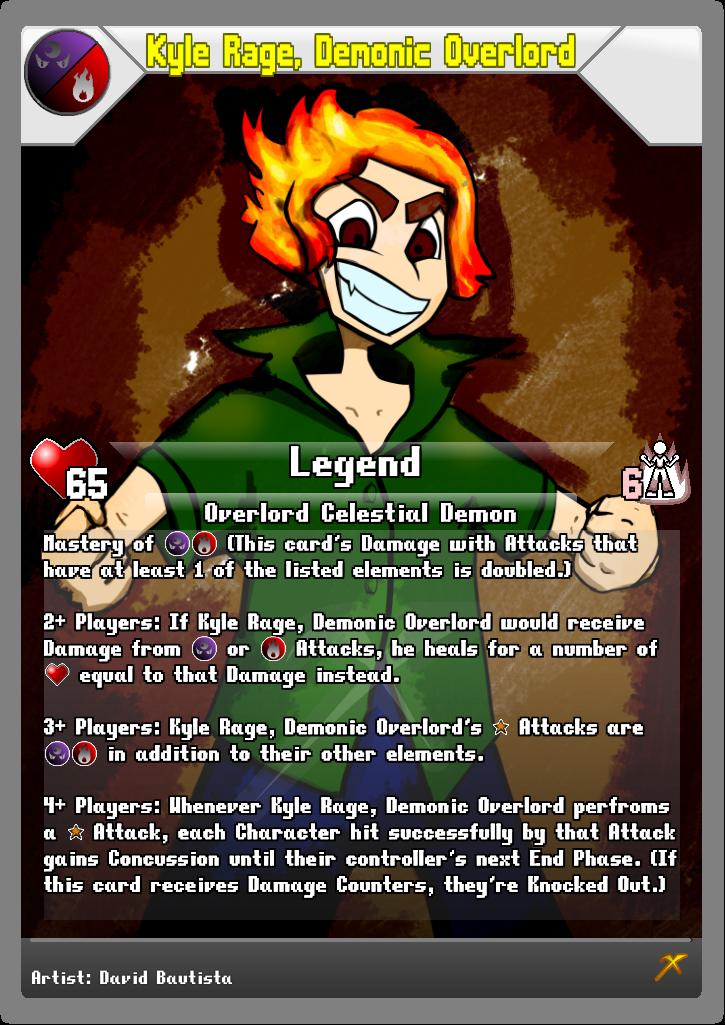 Kyle Rage, Demonic Overlord
Legend
65
6
Overlord Celestial Demon
Mastery of (This card's Damage with Attacks that
have at least 1 of the listed elements is doubled.)
2+ Players: If Kyle Rage, Demonic Overlord would receive
Damage from or Attacks, he heals for a number of
equal to that Damage instead.
3+ Players: Kyle Rage, Demonic Overlord's Attacks are
in addition to their other elements.
4+ Players: Whenever Kyle Rage, Demonic Overlord perfroms
a Attack, each Character hit successfully by that Attack
gains Concussion until their controller's next End Phase. (If
this card receives Damage Counters, they're Knocked Out.)
Artist: David Bautista